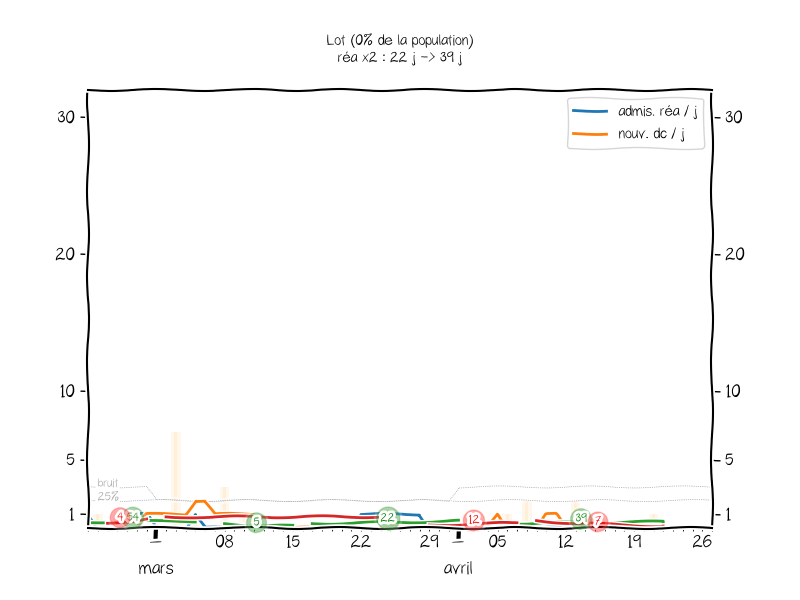 Lot (0% de la population)
réa x2 : 22 j -> 39 j
admis. réa / j
nouv. dc / j
30 30
20 20
10 10
5 5
1 1
bruit
25%
4 54 5 22 12 39 7
1 08 15 22 29 1 05 12 19 26
mars avril